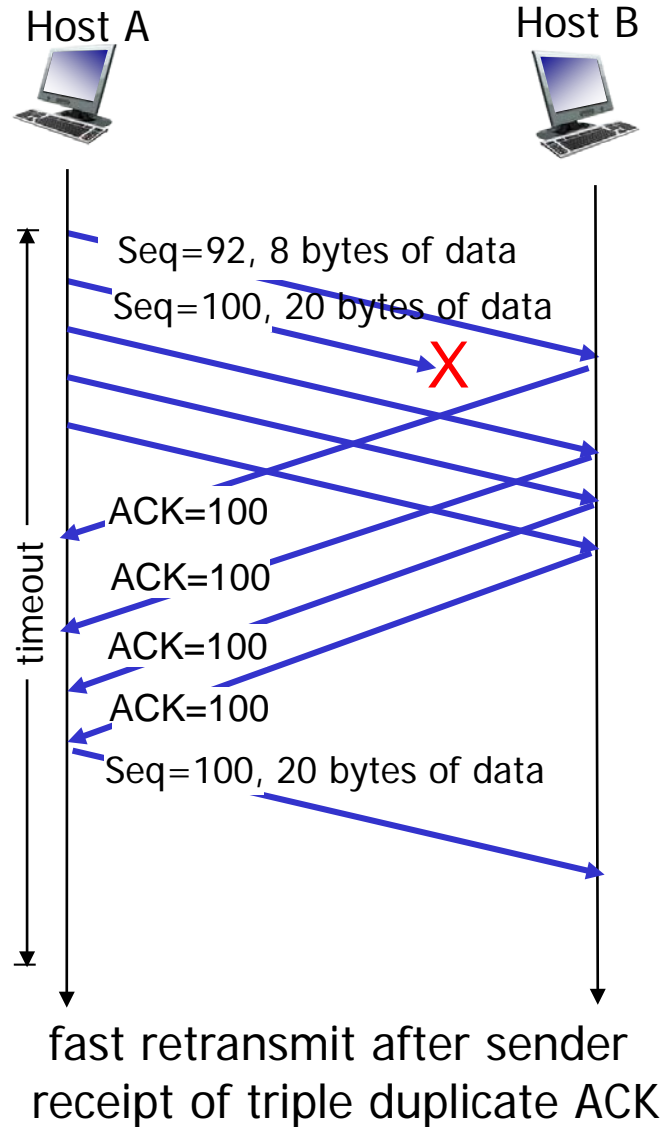 Host A
Host B
Seq=92, 8 bytes of data
Seq=100, 20 bytes of data
X
ACK=100
timeout
ACK=100
ACK=100
ACK=100
Seq=100, 20 bytes of data
fast retransmit after sender
receipt of triple duplicate ACK